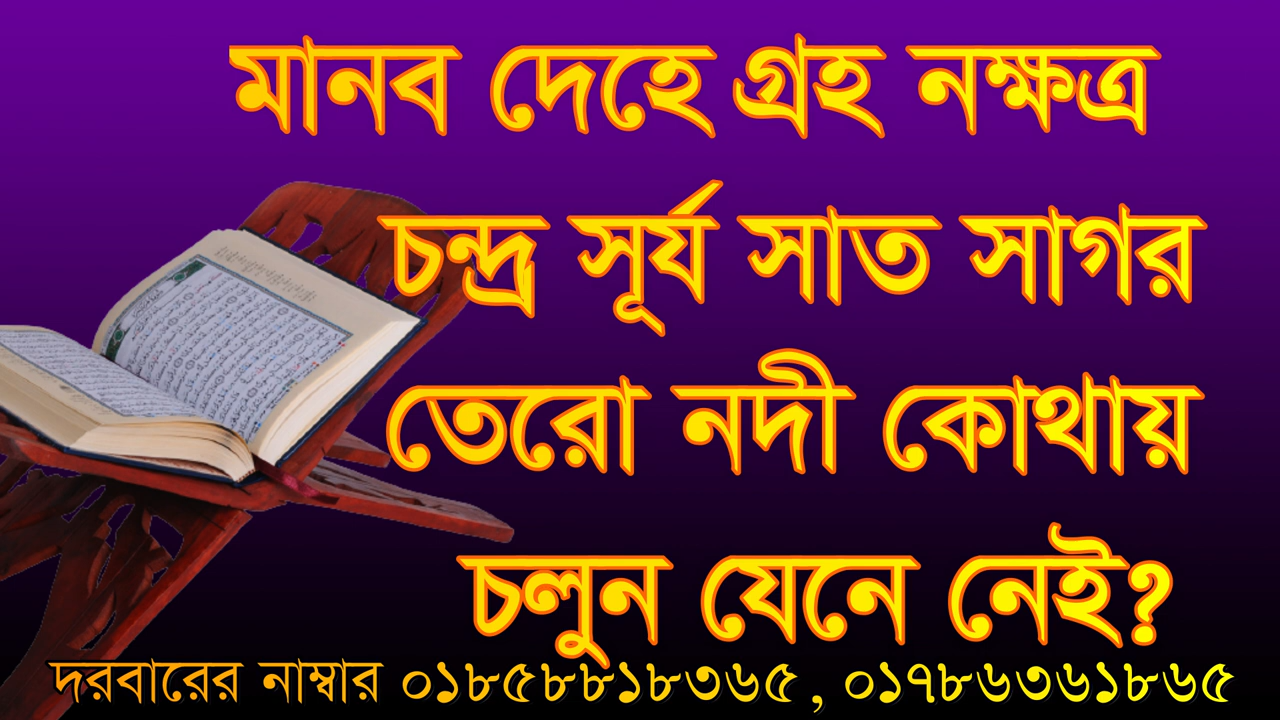 মানব দেহে গ্রহ নক্ষত্র
চন্দ্র সূর্য সাত সাগর
তেরো নদী কোথায়
চলুন যেনে নেই?
দরবারের নাম্বার ০১৮৫৮৮১৮৩৬৫, ০১৭৮৬৩৬১৮৬৫